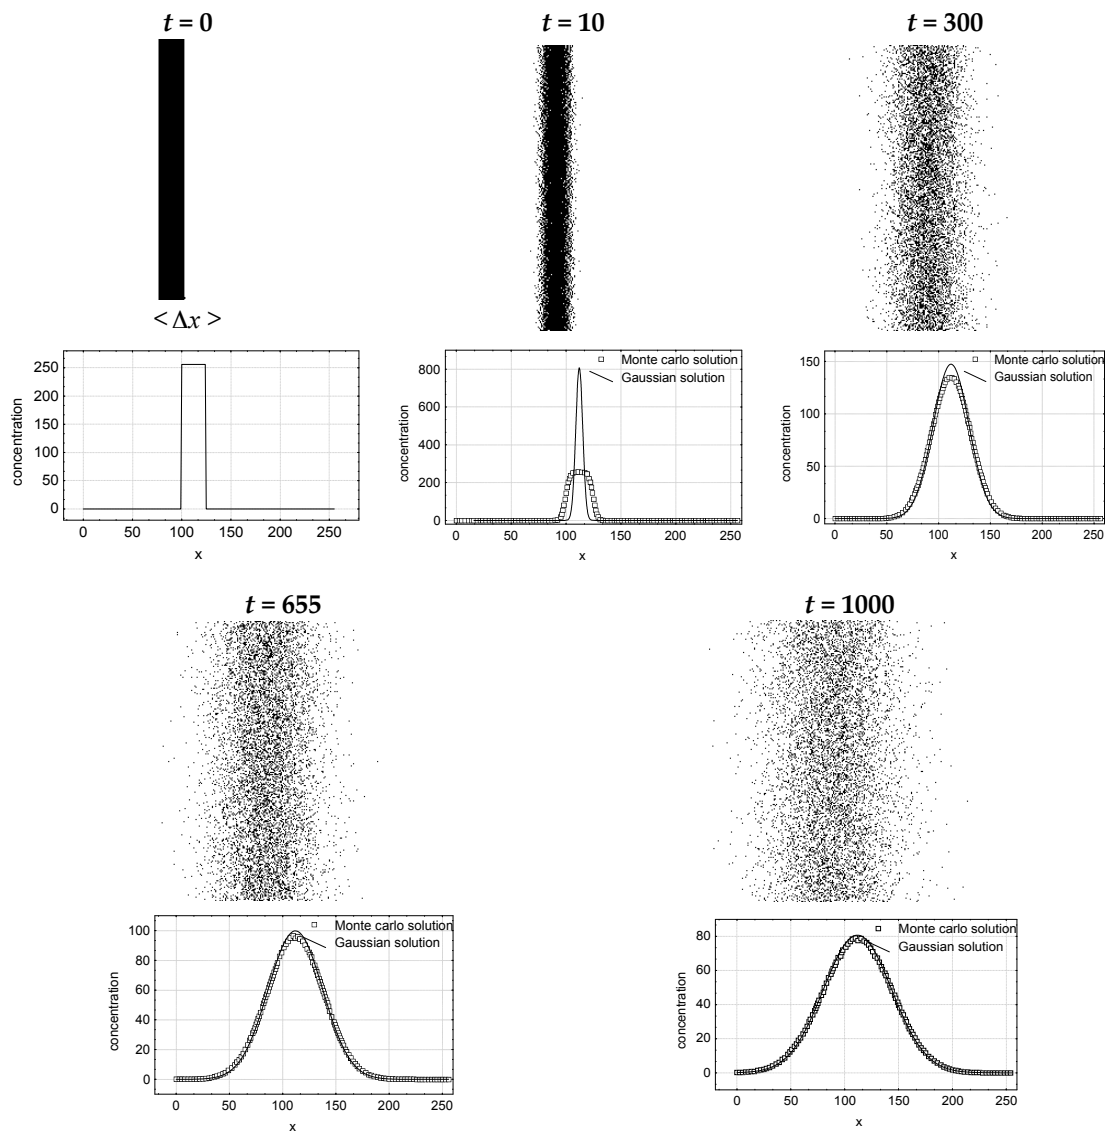 t = 0
t = 10
t = 300
< Δx >
250
200
150
100
50
0
concentration
0 50 100 150 200 250
x
800
600
400
200
0
concentration
Monte carlo solution
Gaussian solution
0 50 100 150 200 250
x
150
100
50
0
concentration
Monte carlo solution
Gaussian solution
0 50 100 150 200 250
x
t = 655
t = 1000
100
80
60
40
20
0
concentration
Monte carlo solution
Gaussian solution
0 50 100 150 200 250
x
80
60
40
20
0
concentration
Monte carlo solution
Gaussian solution
0 50 100 150 200 250
x